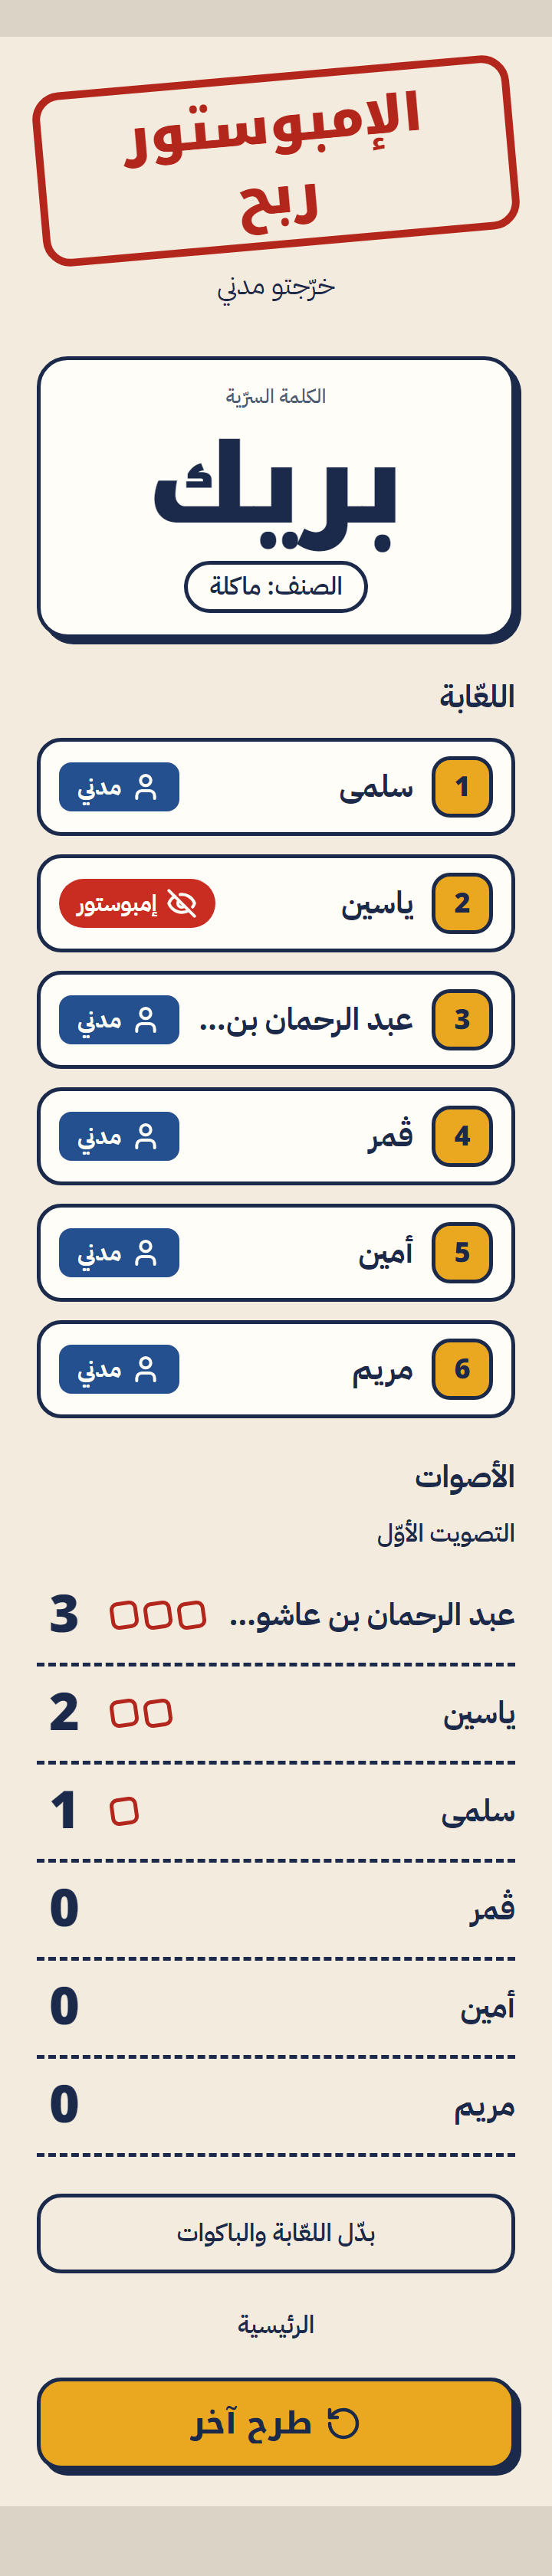 الإمبوستور
ربح
خرّجتو مدني
الكلمة السرّية
بريك
الصنف: ماكلة
اللعّابة
1 سلمى مدني
2 ياسين إمبوستور
3 عبد الرحمان بن... مدني
4 ڨمر مدني
5 أمين مدني
6 مريم مدني
الأصوات
التصويت الأوّل
عبد الرحمان بن عاشو... 3
ياسين 2
سلمى 1
ڨمر 0
أمين 0
مريم 0
بدّل اللعّابة والباكوات
الرئيسية
طرح آخر